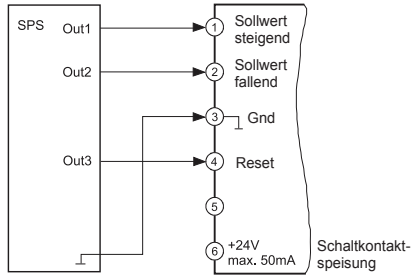 SPS
Out1
1
Sollwert
steigend
Out2
2
Sollwert
fallend
3
Gnd
Out3
4
Reset
5
6
+24V
max. 50mA
Schaltkontakt-
speisung